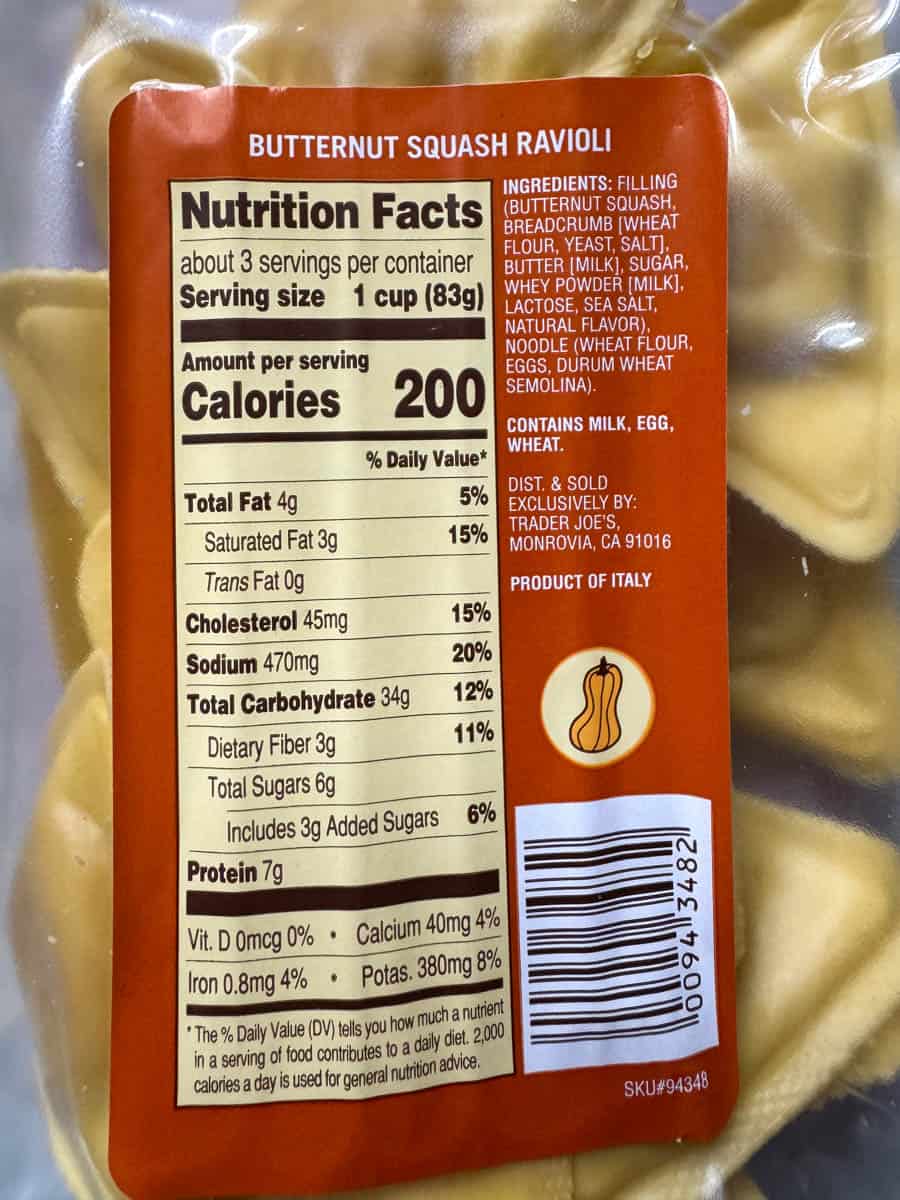 BUTTERNUT SQUASH RAVIOLI
Nutrition Facts
about 3 servings per container
Serving size 1 cup (83g)
Amount per serving
Calories 200
% Daily Value*
Total Fat 4g 5%
Saturated Fat 3g 15%
Trans Fat 0g
Cholesterol 45mg 15%
Sodium 470mg 20%
Total Carbohydrate 34g 12%
Dietary Fiber 3g 11%
Total Sugars 6g
Includes 3g Added Sugars 6%
Protein 7g
Vit. D 0mcg 0% • Calcium 40mg 4%
Iron 0.8mg 4% • Potas. 380mg 8%
* The % Daily Value (DV) tells you how much a nutrient
in a serving of food contributes to a daily diet. 2,000
calories a day is used for general nutrition advice.
INGREDIENTS: FILLING
(BUTTERNUT SQUASH,
BREADCRUMB [WHEAT
FLOUR, YEAST, SALT],
BUTTER [MILK], SUGAR,
WHEY POWDER [MILK],
LACTOSE, SEA SALT,
NATURAL FLAVOR),
NOODLE (WHEAT FLOUR,
EGGS, DURUM WHEAT
SEMOLINA).
CONTAINS MILK, EGG,
WHEAT.
DIST. & SOLD
EXCLUSIVELY BY:
TRADER JOE'S,
MONROVIA, CA 91016
PRODUCT OF ITALY
0094 3482
SKU#94348